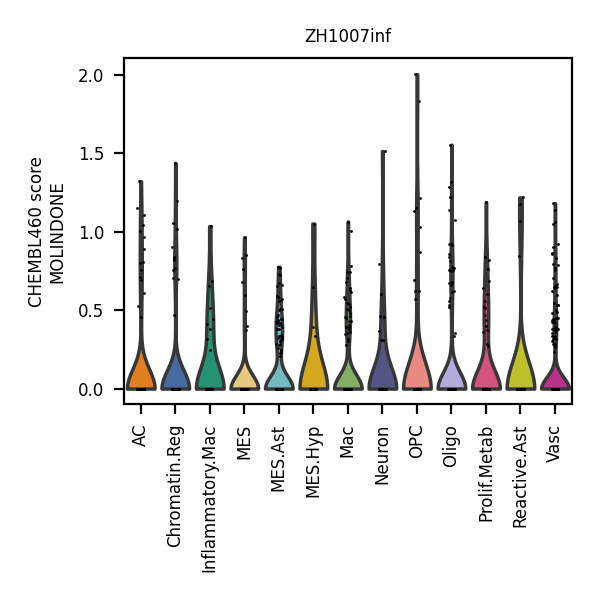 ZH1007inf
CHEMBL460 score
MOLINDONE
2.0
1.5
1.0
0.5
0.0
AC
Chromatin.Reg
Inflammatory.Mac
MES
MES.Ast
MES.Hyp
Mac
Neuron
OPC
Oligo
Prolif.Metab
Reactive.Ast
Vasc